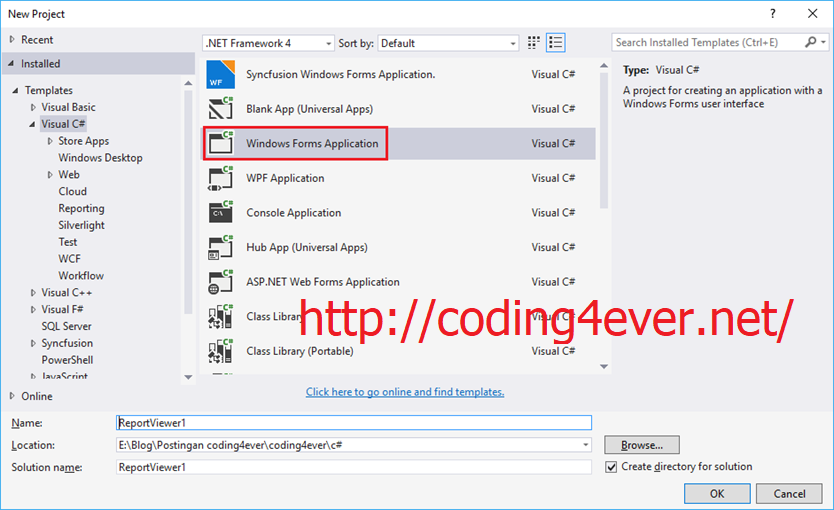 New Project
Recent
.NET Framework 4
Sort by:
Default
Search Installed Templates (Ctrl+E)
Installed
Templates
Visual Basic
Visual C#
Store Apps
Windows Desktop
Web
Cloud
Reporting
Silverlight
Test
WCF
Workflow
Visual C++
Visual F#
SQL Server
Syncfusion
PowerShell
JavaScript
Online
WF
Syncfusion Windows Forms Application.
Visual C#
C#
Blank App (Universal Apps)
Visual C#
C#
Windows Forms Application
Visual C#
C#
WPF Application
Visual C#
C#
Console Application
Visual C#
C#
Hub App (Universal Apps)
Visual C#
C#
ASP.NET Web Forms Application
Visual C#
C#
Class Library
Visual C#
C#
Class Library (Portable)
Visual C#
http://coding4ever.net/
Click here to go online and find templates.
Type: Visual C#
A project for creating an application with a
Windows Forms user interface
Name:
ReportViewer1
Location:
E:\Blog\Postingan coding4ever\coding4ever\c#
Browse...
Solution name:
ReportViewer1
Create directory for solution
OK
Cancel